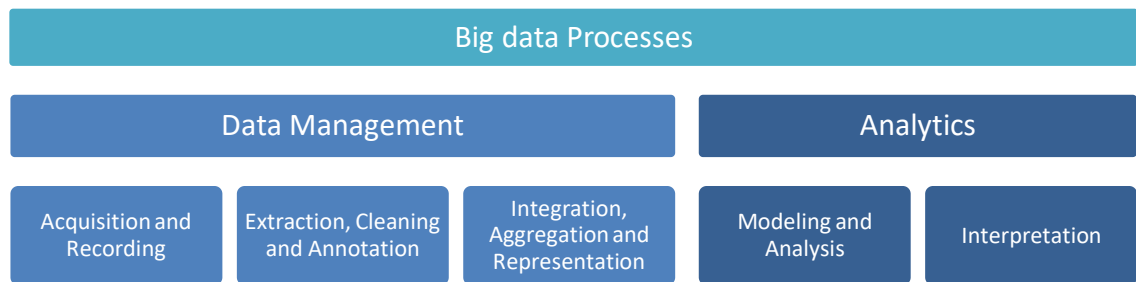 Big data Processes
Data Management
Analytics
Acquisition and
Recording
Extraction, Cleaning
and Annotation
Integration,
Aggregation and
Representation
Modeling and
Analysis
Interpretation